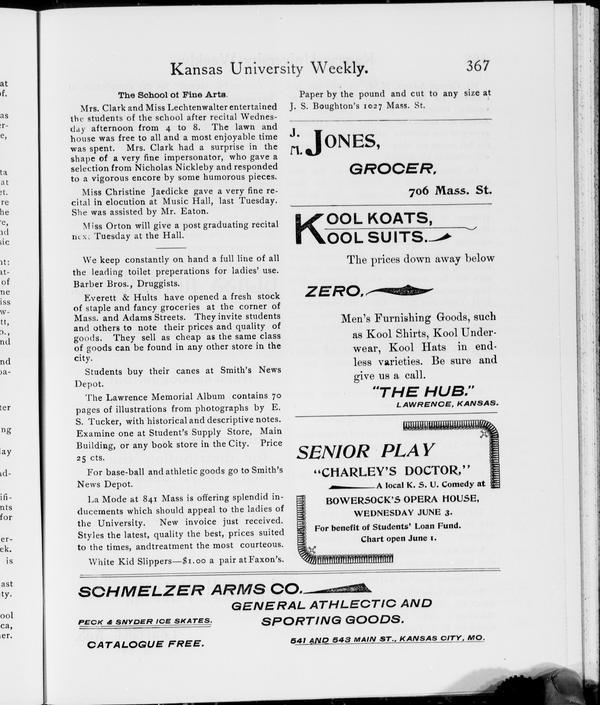 Kansas University Weekly. 367
The School of Fine Arts.
Mrs. Clark and Miss Lechtenwalter entertained
the students of the school after recital Wednes-
day afternoon from 4 to 8. The lawn and
house was free to all and a most enjoyable time
was spent. Mrs. Clark had a surprise in the
shape of a very fine impersonator, who gave a
selection from Nicholas Nickleby and responded
to a vigorous encore by some humorous pieces.
Miss Christine Jaedicke gave a very fine re-
cital in elocution at Music Hall, last Tuesday.
She was assisted by Mr. Eaton.
Miss Orton will give a post graduating recital
next Tuesday at the Hall.
We keep constantly on hand a full line of all
the leading toilet preperations for ladies' use.
Barber Bros., Druggists.
Everett & Hults have opened a fresh stock
of staple and fancy groceries at the corner of
Mass. and Adams Streets. They invite students
and others to note their prices and quality of
goods. They sell as cheap as the same class
of goods can be found in any other store in the
city.
Students buy their canes at Smith's News
Depot.
The Lawrence Memorial Album contains 70
pages of illustrations from photographs by E.
S. Tucker, with historical and descriptive notes.
Examine one at Student's Supply Store, Main
Building, or any book store in the City. Price
25 cts.
For base-ball and athletic goods go to Smith's
News Depot.
La Mode at 841 Mass is offering splendid in-
ducements which should appeal to the ladies of
the University. New invoice just received.
Styles the latest, quality the best, prices suited
to the times, andtreatment the most courteous.
White Kid Slippers—$1.00 a pair at Faxon's.
Paper by the pound and cut to any size at
J. S. Boughton's 1027 Mass. St.
J. M. JONES,
GROCER,
706 Mass. St.
KOOL KOATS,
KOOL SUITS.
The prices down away below
ZERO.
Men's Furnishing Goods, such
as Kool Shirts, Kool Under-
wear, Kool Hats in end-
less varieties. Be sure and
give us a call.
"THE HUB."
LAWRENCE, KANSAS.
SENIOR PLAY
"CHARLEY'S DOCTOR,"
A local K. S. U. Comedy at
BOWERSOCK'S OPERA HOUSE,
WEDNESDAY JUNE 3.
For benefit of Students' Loan Fund.
Chart open June 1.
SCHMELZER ARMS CO.
GENERAL ATHLECTIC AND
SPORTING GOODS.
PECK & SNYDER ICE SKATES.
CATALOGUE FREE.
541 AND 543 MAIN ST., KANSAS CITY, MO.